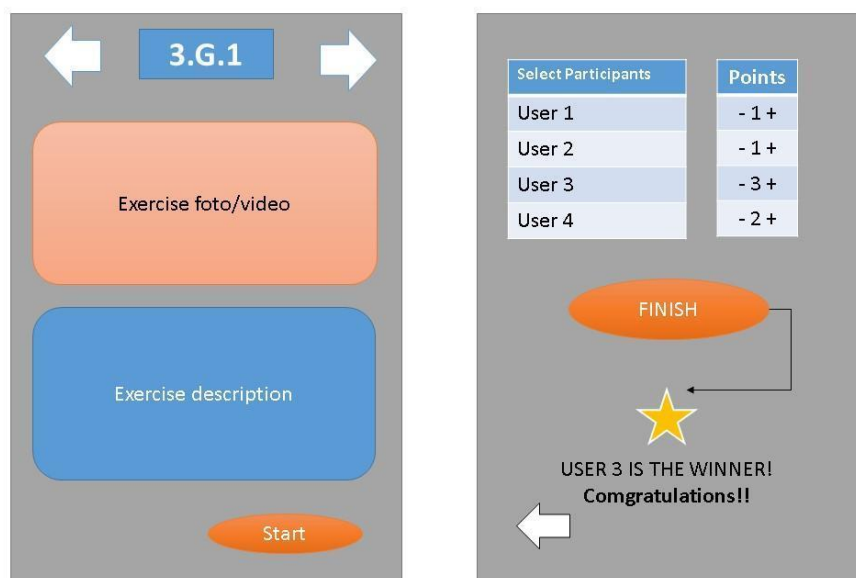 3.G.1
Exercise foto/video
Exercise description
Start
Select Participants Points
User 1 - 1 +
User 2 - 1 +
User 3 - 3 +
User 4 - 2 +
FINISH
USER 3 IS THE WINNER!
Comgratulations!!